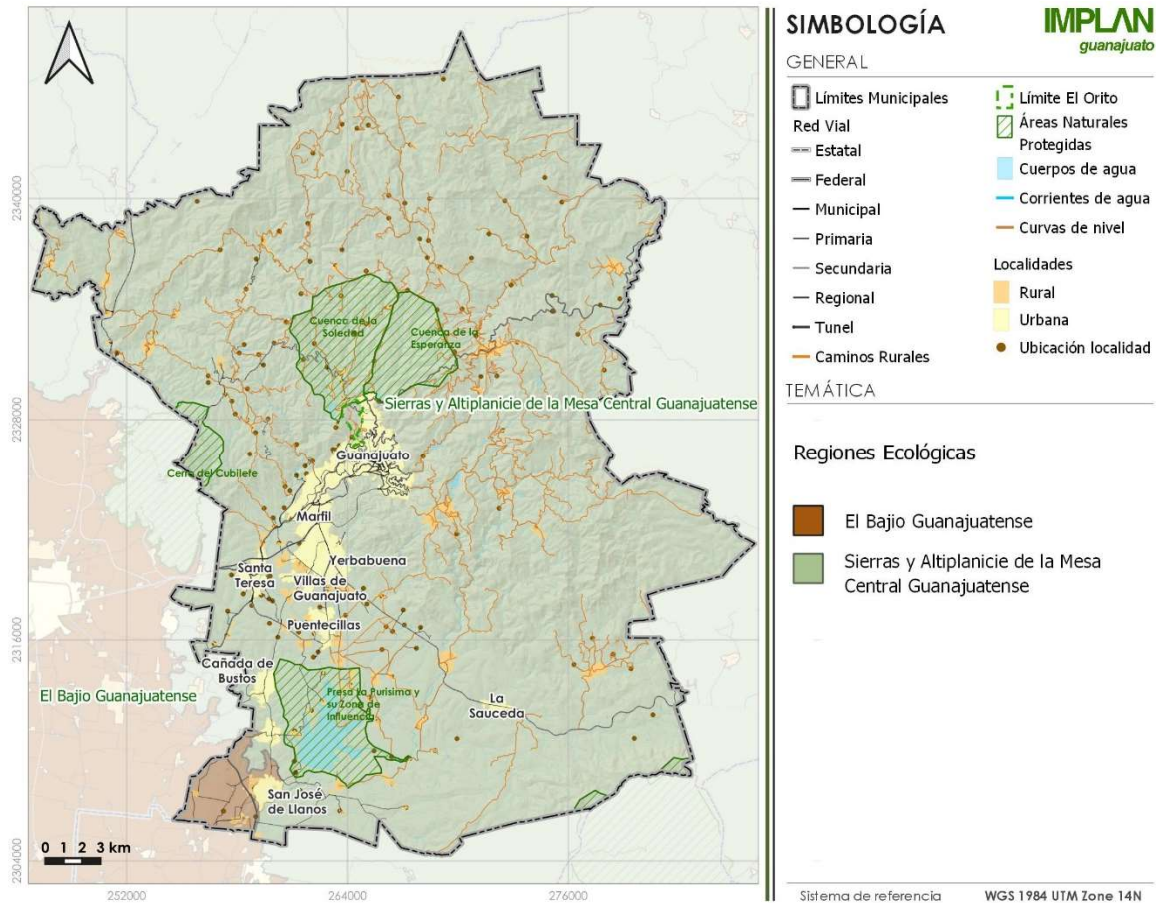 2340000
2328000
2316000
2304000
252000
264000
276000
Cuenca de la
Soledad
Cuenca de la
Esperanza
Sierras y Altiplanicie de la Mesa Central Guanajuatense
Guanajuato
Cerro del Cubilete
Marfil
Yerbabuena
Santa
Teresa
Villas de
Guanajuato
Puentecillas
Cañada de
Bustos
El Bajio Guanajuatense
Presa La Purisima y
su Zona de
Influencia
La
Sauceda
San José
de Llanos
0 1 2 3 km
SIMBOLOGÍA
IMPLAN
guanajuato
GENERAL
Límites Municipales
Red Vial
Estatal
Federal
Municipal
Primaria
Secundaria
Regional
Tunel
Caminos Rurales
Límite El Orito
Áreas Naturales
Protegidas
Cuerpos de agua
Corrientes de agua
Curvas de nivel
Localidades
Rural
Urbana
Ubicación localidad
TEMÁTICA
Regiones Ecológicas
El Bajio Guanajuatense
Sierras y Altiplanicie de la Mesa
Central Guanajuatense
Sistema de referencia WGS 1984 UTM Zone 14N